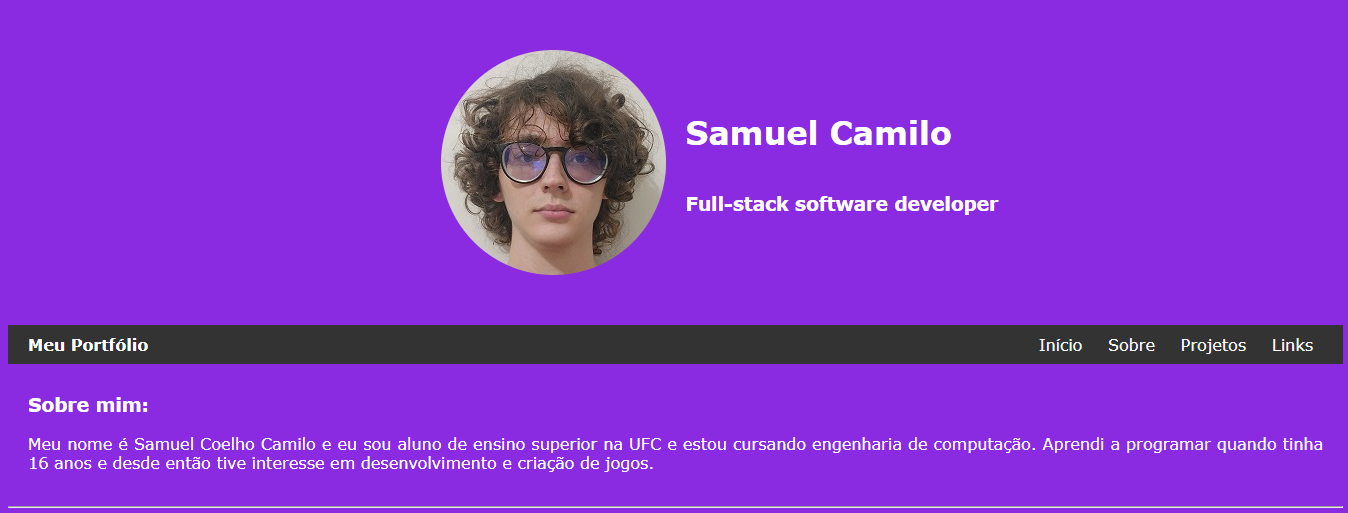 Samuel Camilo
Full-stack software developer
Meu Portfólio
Início Sobre Projetos Links
Sobre mim:
Meu nome é Samuel Coelho Camilo e eu sou aluno de ensino superior na UFC e estou cursando engenharia de computação. Aprendi a programar quando tinha
16 anos e desde então tive interesse em desenvolvimento e criação de jogos.